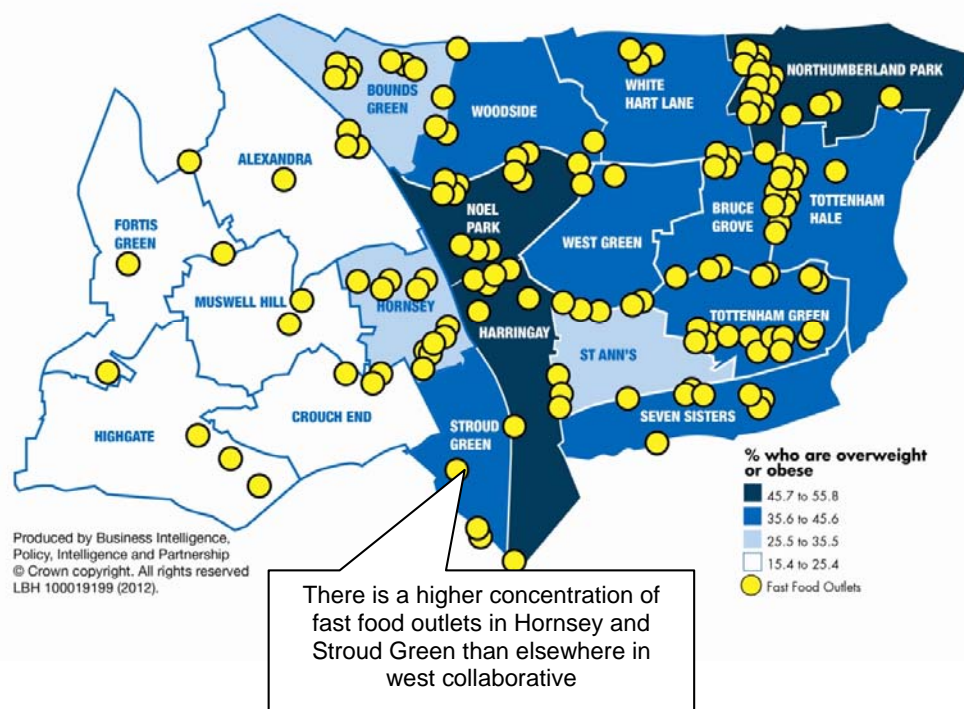 NORTHUMBERLAND PARK
WHITE
HART LANE
BOUNDS
GREEN
WOODSIDE
ALEXANDRA
TOTTENHAM
HALE
NOEL
PARK
BRUCE
GROVE
FORTIS
GREEN
WEST GREEN
MUSWELL HILL
HORNSEY
HARRINGAY
TOTTENHAM GREEN
ST ANN'S
CROUCH END
SEVEN SISTERS
STROUD
GREEN
HIGHGATE
% who are overweight
or obese
45.7 to 55.8
35.6 to 45.6
25.5 to 35.5
15.4 to 25.4
Fast Food Outlets
Produced by Business Intelligence,
Policy, Intelligence and Partnership
© Crown copyright. All rights reserved
LBH 100019199 (2012).
There is a higher concentration of
fast food outlets in Hornsey and
Stroud Green than elsewhere in
west collaborative